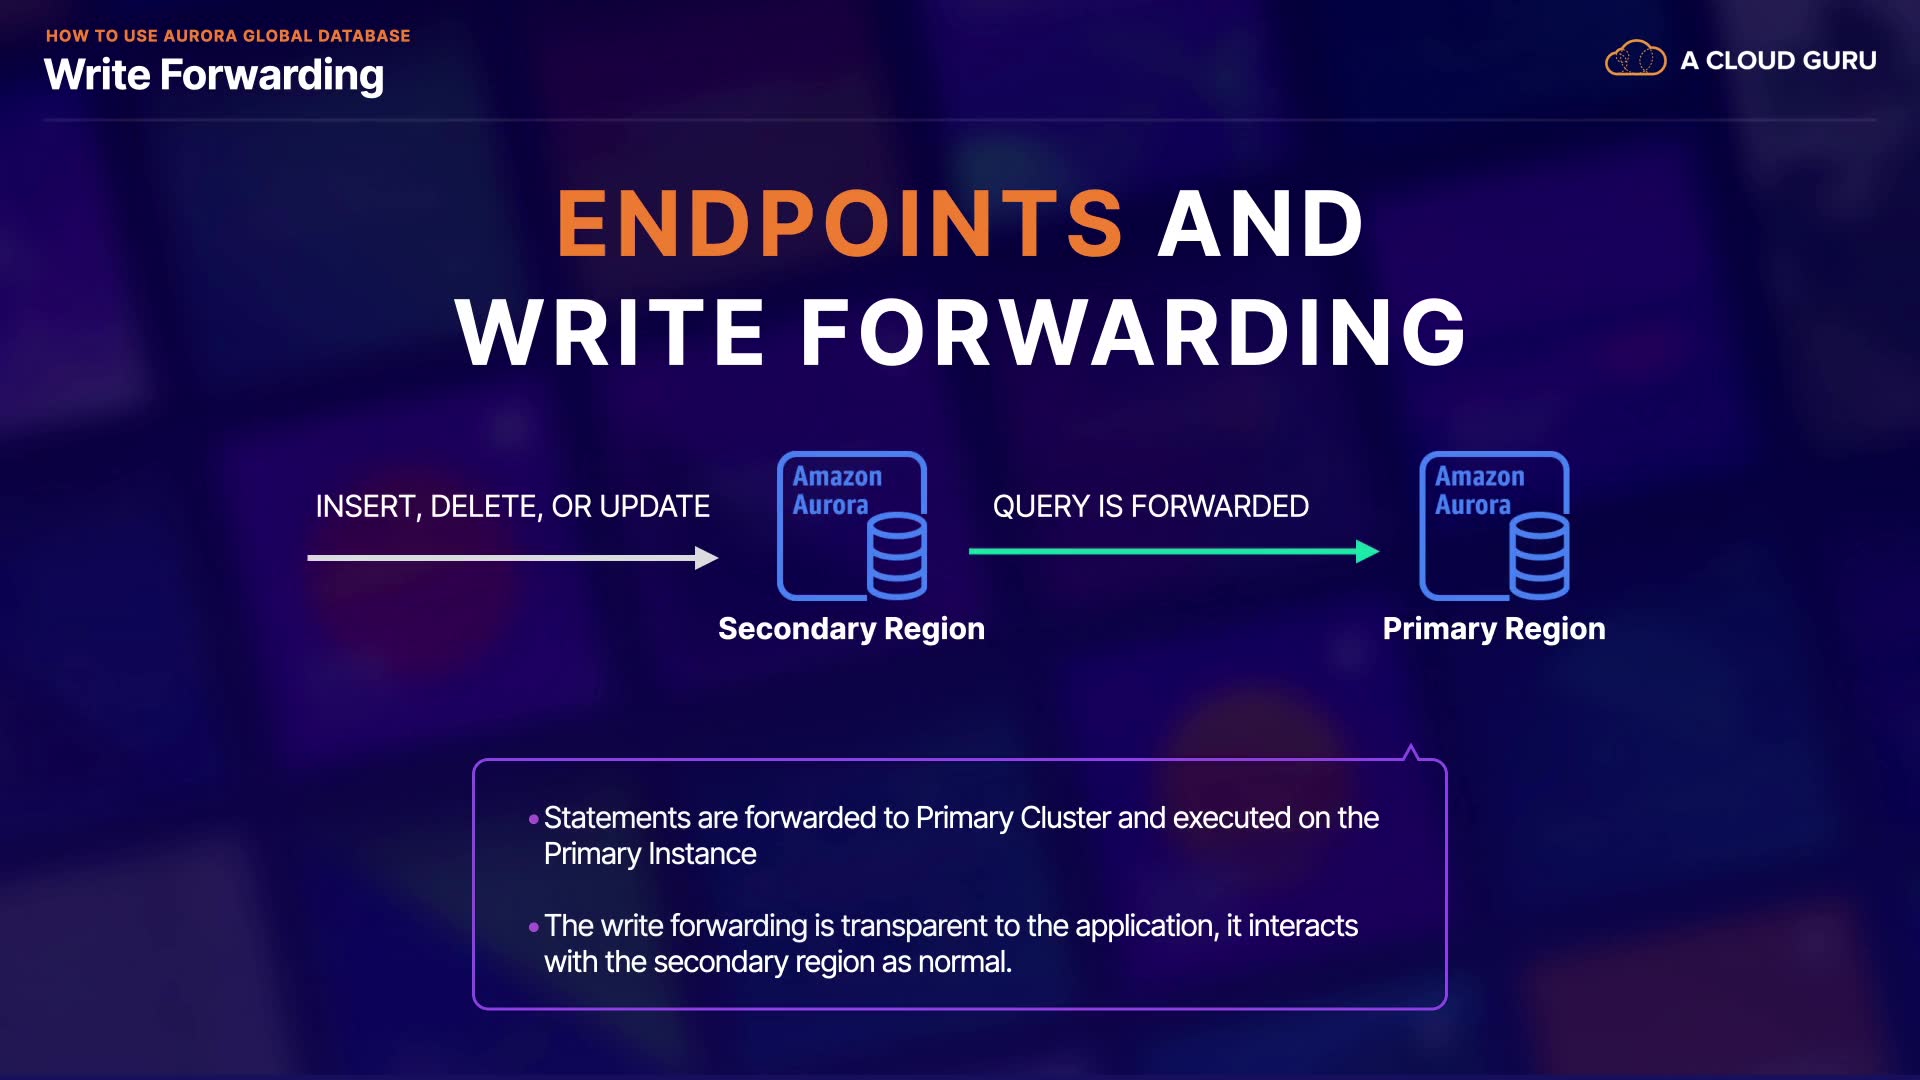 HOW TO USE AURORA GLOBAL DATABASE
Write Forwarding
A CLOUD GURU
ENDPOINTS AND
WRITE FORWARDING
INSERT, DELETE, OR UPDATE
Amazon
Aurora
Secondary Region
QUERY IS FORWARDED
Amazon
Aurora
Primary Region
•Statements are forwarded to Primary Cluster and executed on the
Primary Instance
•The write forwarding is transparent to the application, it interacts
with the secondary region as normal.